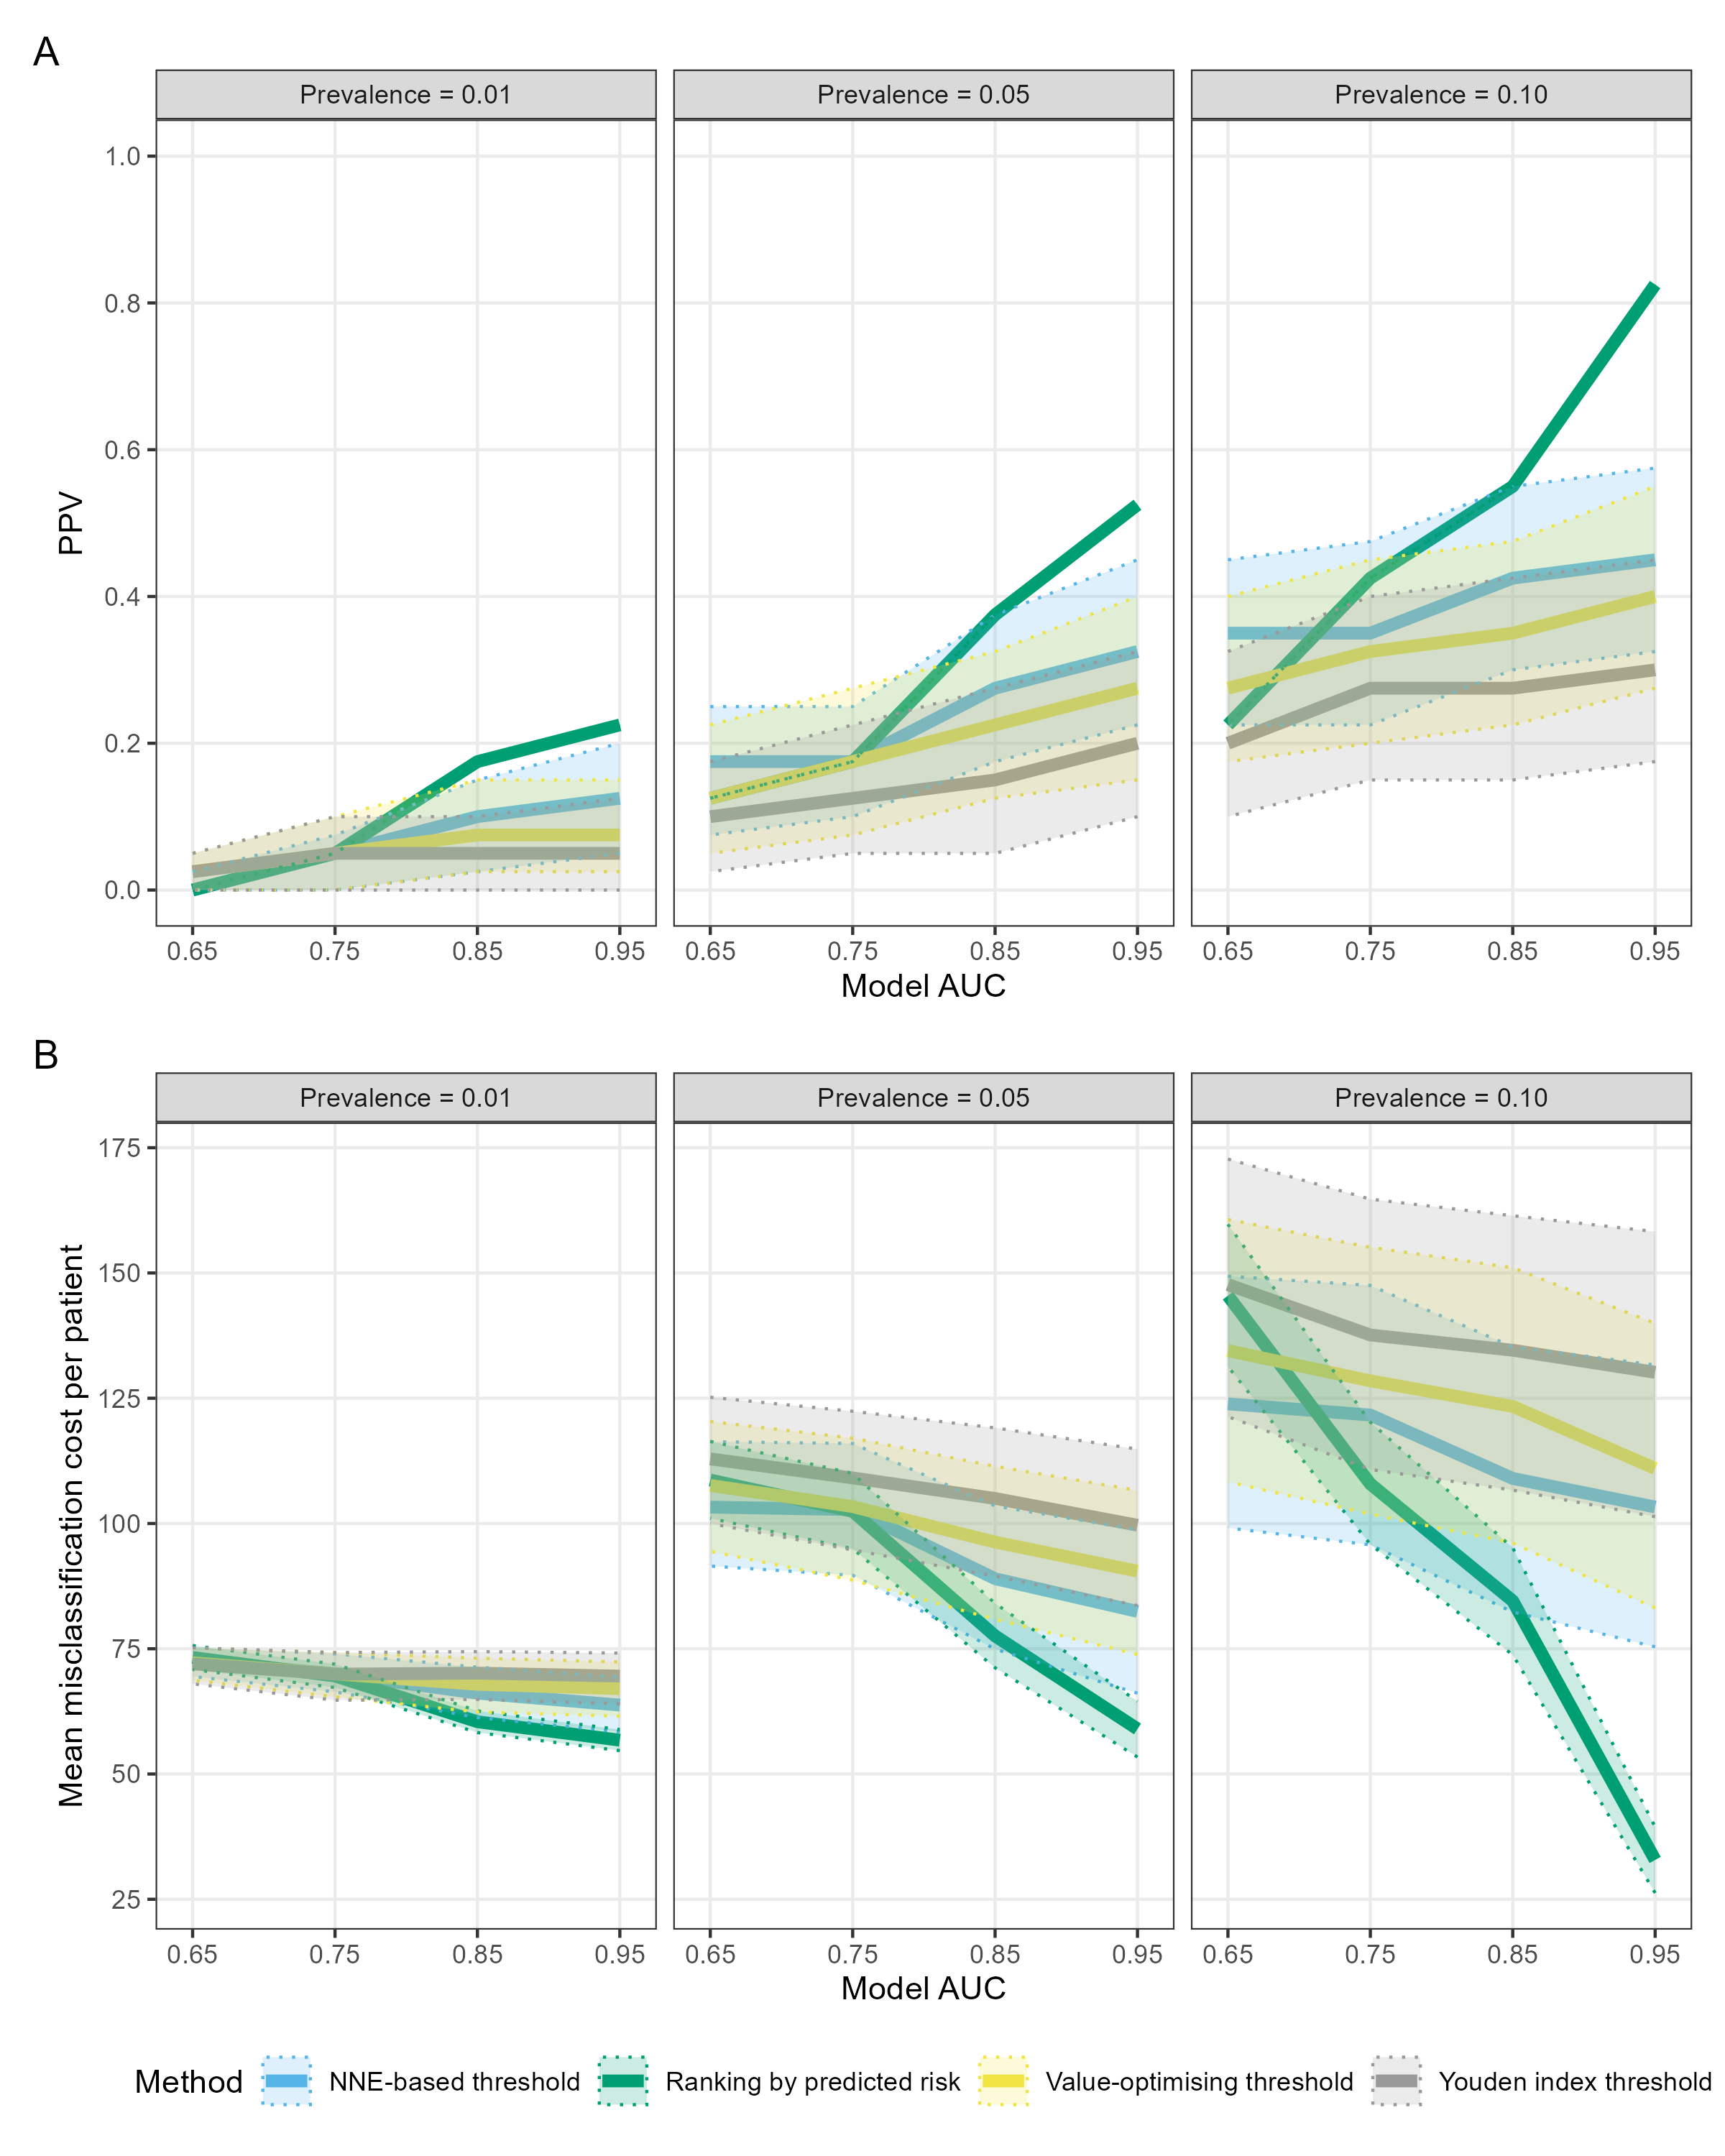 A
Prevalence = 0.01
Prevalence = 0.05
Prevalence = 0.10
PPV
1.0
0.8
0.6
0.4
0.2
0.0
0.65 0.75 0.85 0.95
0.65 0.75 0.85 0.95
0.65 0.75 0.85 0.95
Model AUC
B
Prevalence = 0.01
Prevalence = 0.05
Prevalence = 0.10
Mean misclassification cost per patient
175
150
125
100
75
50
25
0.65 0.75 0.85 0.95
0.65 0.75 0.85 0.95
0.65 0.75 0.85 0.95
Model AUC
Method NNE-based threshold Ranking by predicted risk Value-optimising threshold Youden index threshold